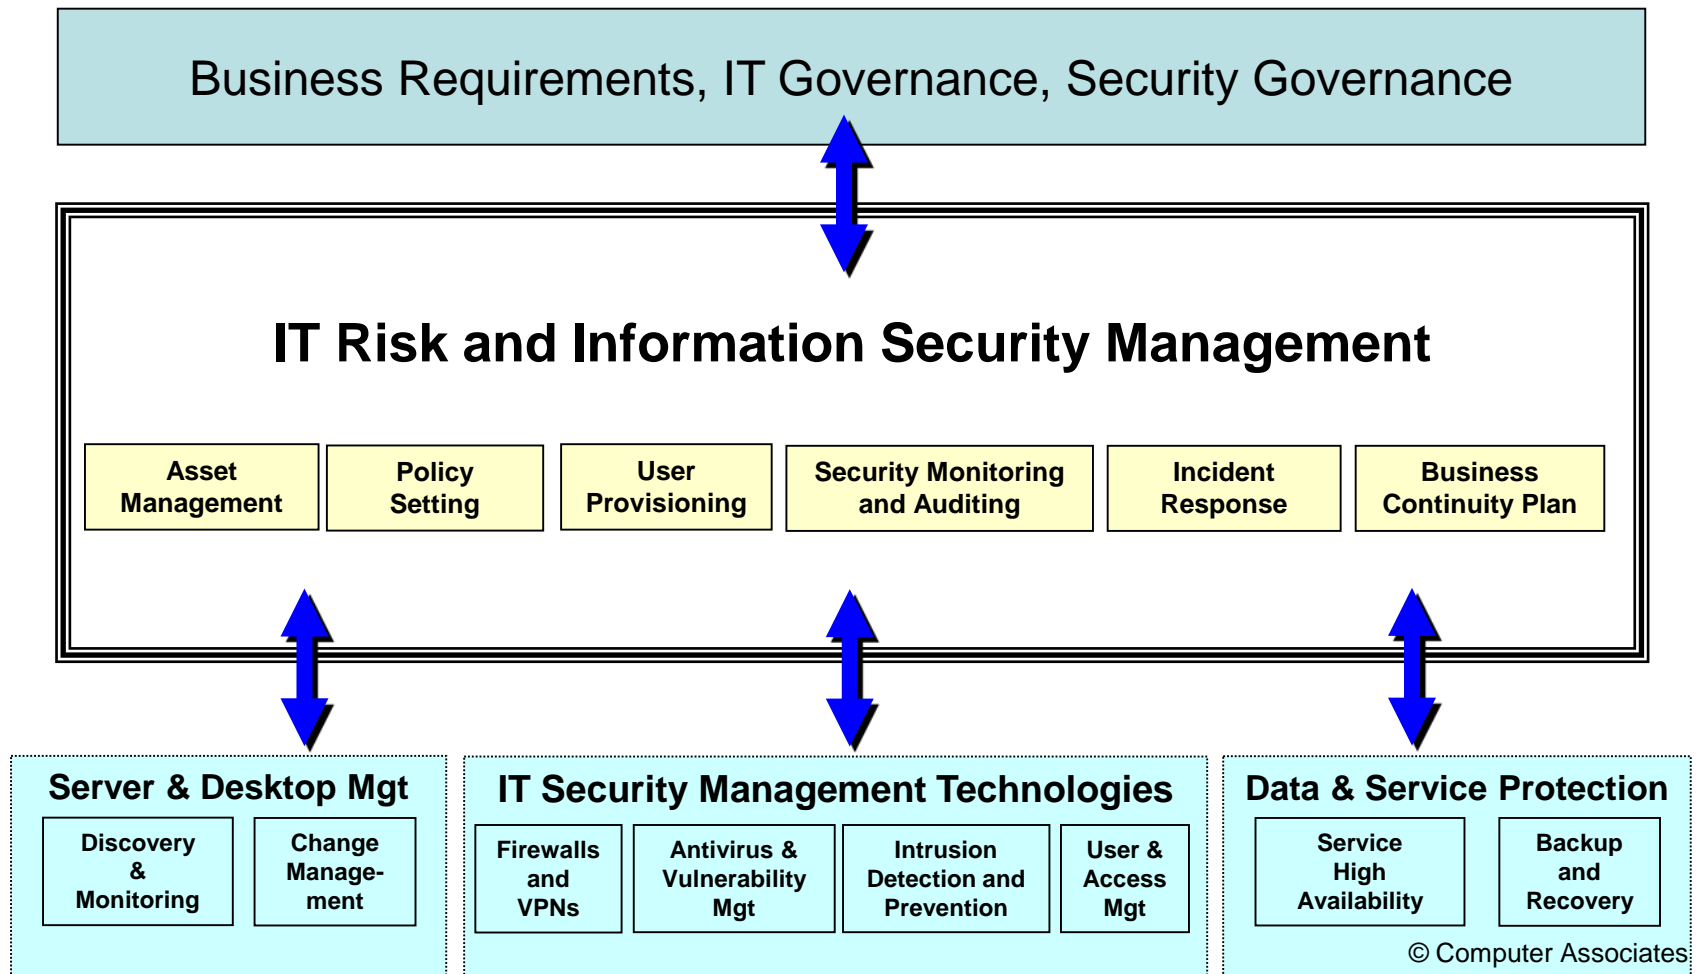 Business Requirements, IT Governance, Security Governance
IT Risk and Information Security Management
Asset
Management
Policy
Setting
User
Provisioning
Security Monitoring
and Auditing
Incident
Response
Business
Continuity Plan
Server & Desktop Mgt
Discovery
&
Monitoring
Change
Manage-
ment
IT Security Management Technologies
Firewalls
and
VPNs
Antivirus &
Vulnerability
Mgt
Intrusion
Detection and
Prevention
User &
Access
Mgt
Data & Service Protection
Service
High
Availability
Backup
and
Recovery
© Computer Associates